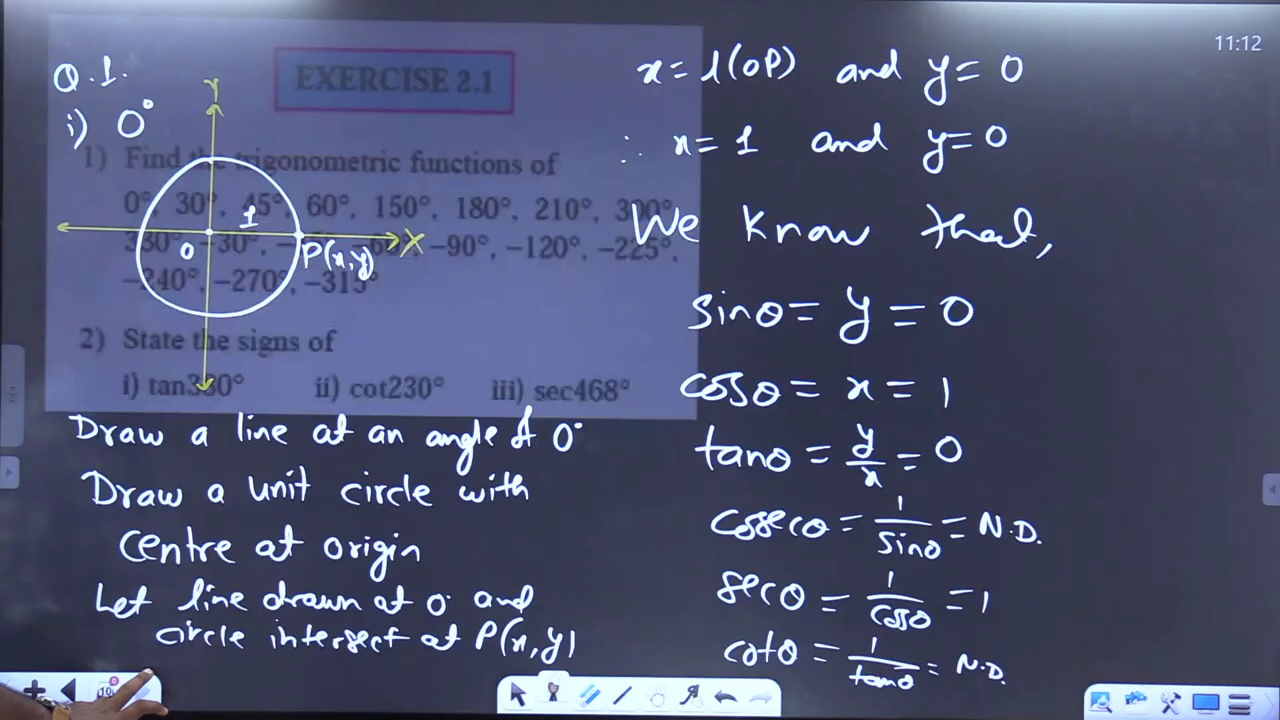 11:12
Q.1.
i) 0°
EXERCISE 2.1
Y
1) Find the trigonometric functions of
0°, 30°, 45°, 60°, 150°, 180°, 210°, 300°,
1
X
0
P(x,y)
330°, -30°, -60°, -90°, -120°, -225°,
-240°, -270°, -315°
2) State the signs of
i) tan380° ii) cot230° iii) sec468°
Draw a line at an angle of 0°
Draw a unit circle with
centre at origin
Let line drawn at 0° and
circle intersect at P(x,y)
x = l(OP) and y = 0
∴ x = 1 and y = 0
We know that,
sinθ = y = 0
cosθ = x = 1
tanθ = y/x = 0
cosecθ = 1/sinθ = N.D.
secθ = 1/cosθ = 1
cotθ = 1/tanθ = N.D.